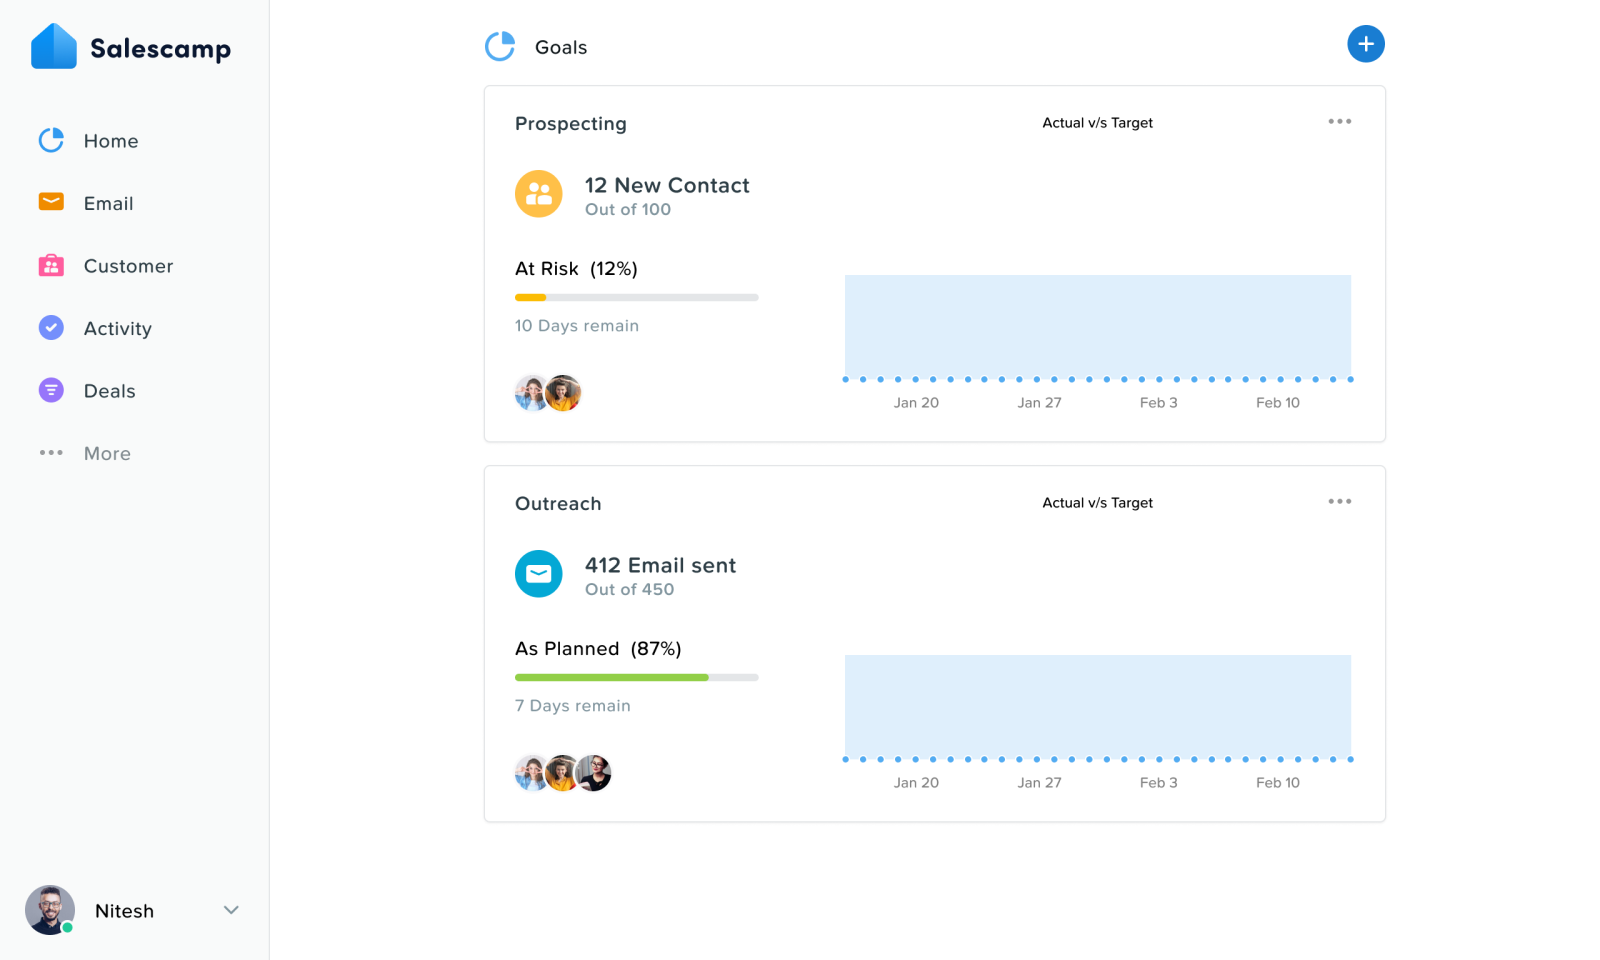 Salescamp
Home
Email
Customer
Activity
Deals
More
Nitesh
Goals
Prospecting
Actual v/s Target
12 New Contact
Out of 100
At Risk (12%)
10 Days remain
Jan 20 Jan 27 Feb 3 Feb 10
Outreach
Actual v/s Target
412 Email sent
Out of 450
As Planned (87%)
7 Days remain
Jan 20 Jan 27 Feb 3 Feb 10